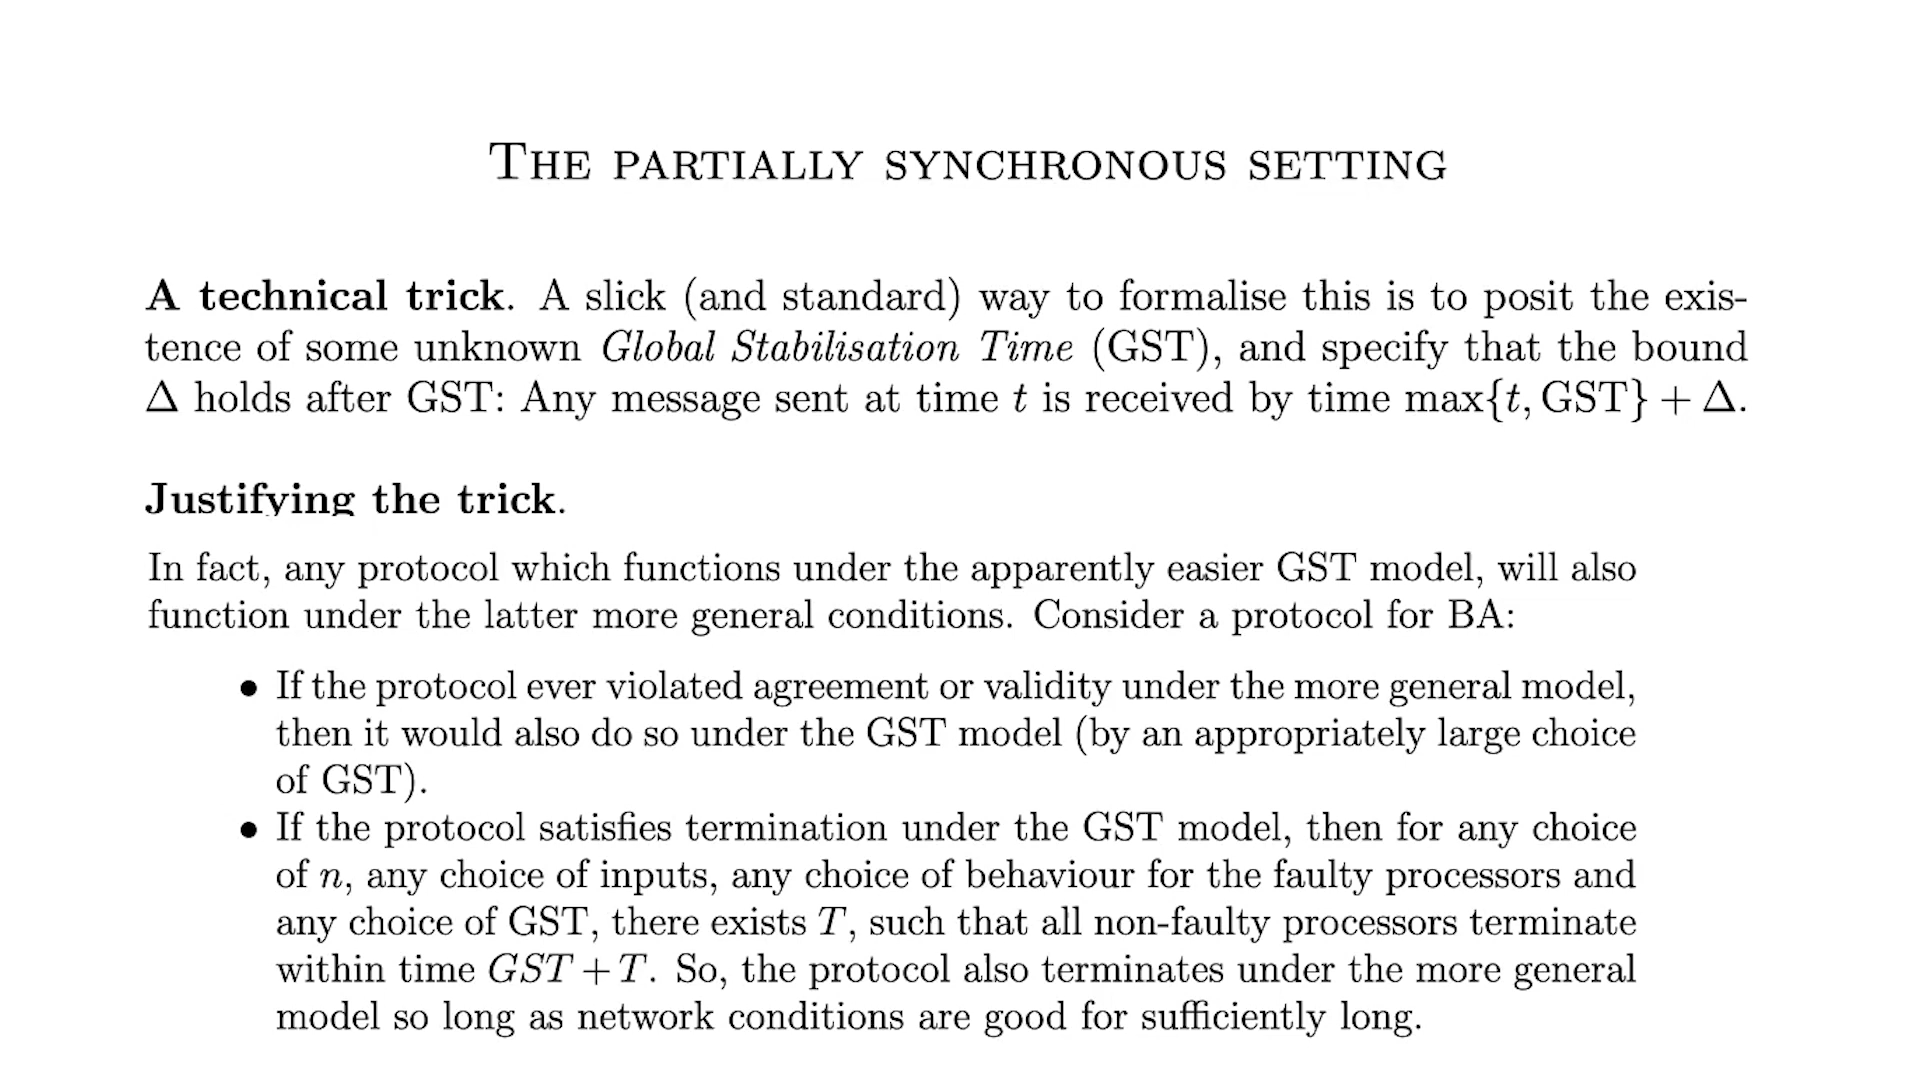 THE PARTIALLY SYNCHRONOUS SETTING
A technical trick. A slick (and standard) way to formalise this is to posit the exis-
tence of some unknown Global Stabilisation Time (GST), and specify that the bound
Δ holds after GST: Any message sent at time t is received by time max{t, GST} + Δ.
Justifying the trick.
In fact, any protocol which functions under the apparently easier GST model, will also
function under the latter more general conditions. Consider a protocol for BA:
• If the protocol ever violated agreement or validity under the more general model,
then it would also do so under the GST model (by an appropriately large choice
of GST).
• If the protocol satisfies termination under the GST model, then for any choice
of n, any choice of inputs, any choice of behaviour for the faulty processors and
any choice of GST, there exists T, such that all non-faulty processors terminate
within time GST + T. So, the protocol also terminates under the more general
model so long as network conditions are good for sufficiently long.